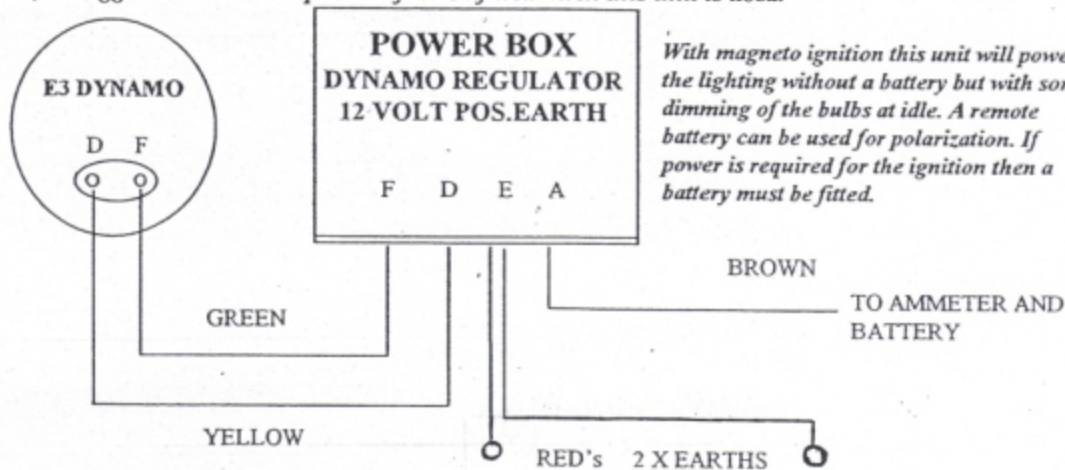 POWER BOX
DYNAMO REGULATOR
12 VOLT POS.EARTH
F D E A
E3 DYNAMO
D F
With magneto ignition this unit will powe
the lighting without a battery but with so
dimming of the bulbs at idle. A remote
battery can be used for polarization. If
power is required for the ignition then a
battery must be fitted.
BROWN
TO AMMETER AND
BATTERY
GREEN
YELLOW
RED's 2 X EARTHS